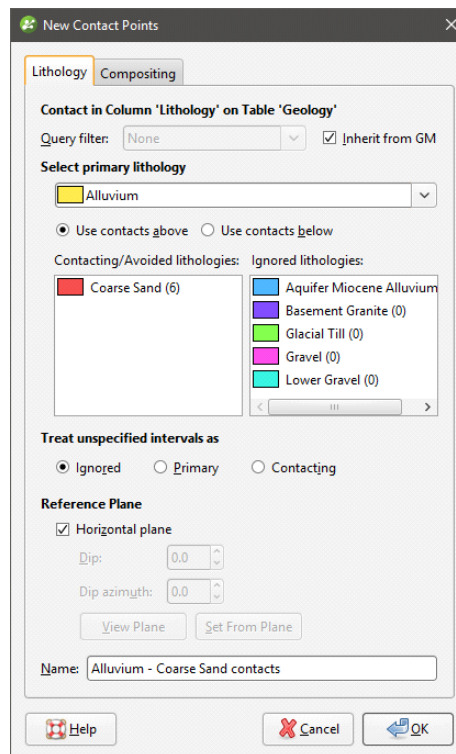 New Contact Points
Lithology Compositing
Contact in Column 'Lithology' on Table 'Geology'
Query filter: None Inherit from GM
Select primary lithology
Alluvium
Use contacts above Use contacts below
Contacting/Avoided lithologies: Ignored lithologies:
Coarse Sand (6) Aquifer Miocene Alluvium
Basement Granite (0)
Glacial Till (0)
Gravel (0)
Lower Gravel (0)
Treat unspecified intervals as
Ignored Primary Contacting
Reference Plane
Horizontal plane
Dip: 0.0
Dip azimuth: 0.0
View Plane Set From Plane
Name: Alluvium - Coarse Sand contacts
Help Cancel OK